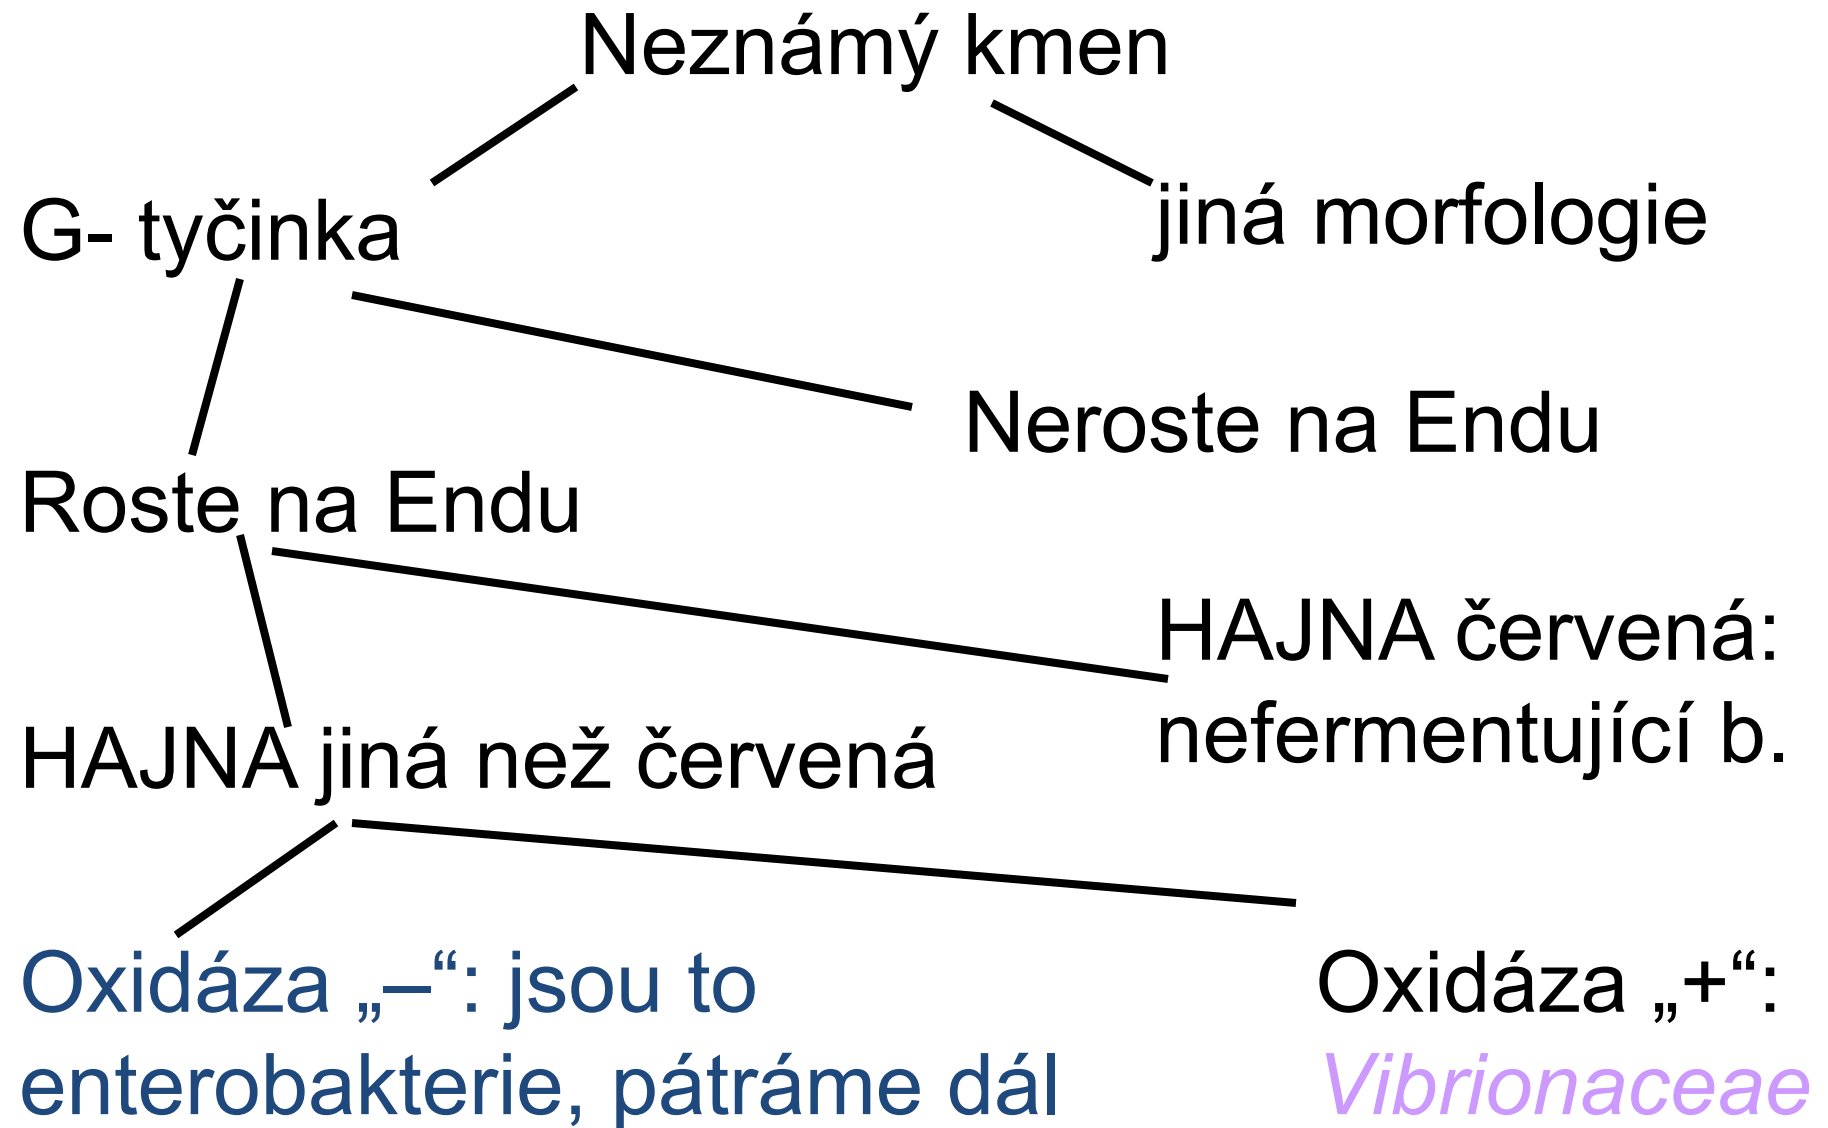 Neznámý kmen
G- tyčinka
jiná morfologie
Neroste na Endu
Roste na Endu
HAJNA červená:
nefermentující b.
HAJNA jiná než červená
Oxidáza „–“: jsou to
enterobakterie, pátráme dál
Oxidáza „+“:
Vibrionaceae